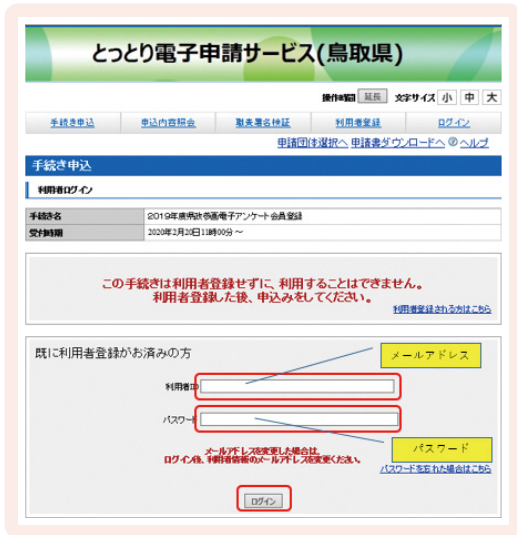 とっとり電子申請サービス(鳥取県)
操作時間 延長 文字サイズ 小 中 大
手続き申込 申込内容照会 職責署名検証 利用者登録 ログイン
申請団体選択へ 申請書ダウンロードへ ?ヘルプ
手続き申込
利用者ログイン
手続き名 2019年度県政参画電子アンケート会員登録
受付時期 2020年2月20日11時00分 ～
この手続きは利用者登録せずに、利用することはできません。
利用者登録した後、申込みをしてください。
利用者登録される方はこちら
既に利用者登録がお済みの方
メールアドレス
利用者ID
パスワード
メールアドレスを変更した場合は、
ログイン後、利用者情報のメールアドレスを変更ください。
パスワード
パスワードを忘れた場合はこちら
ログイン